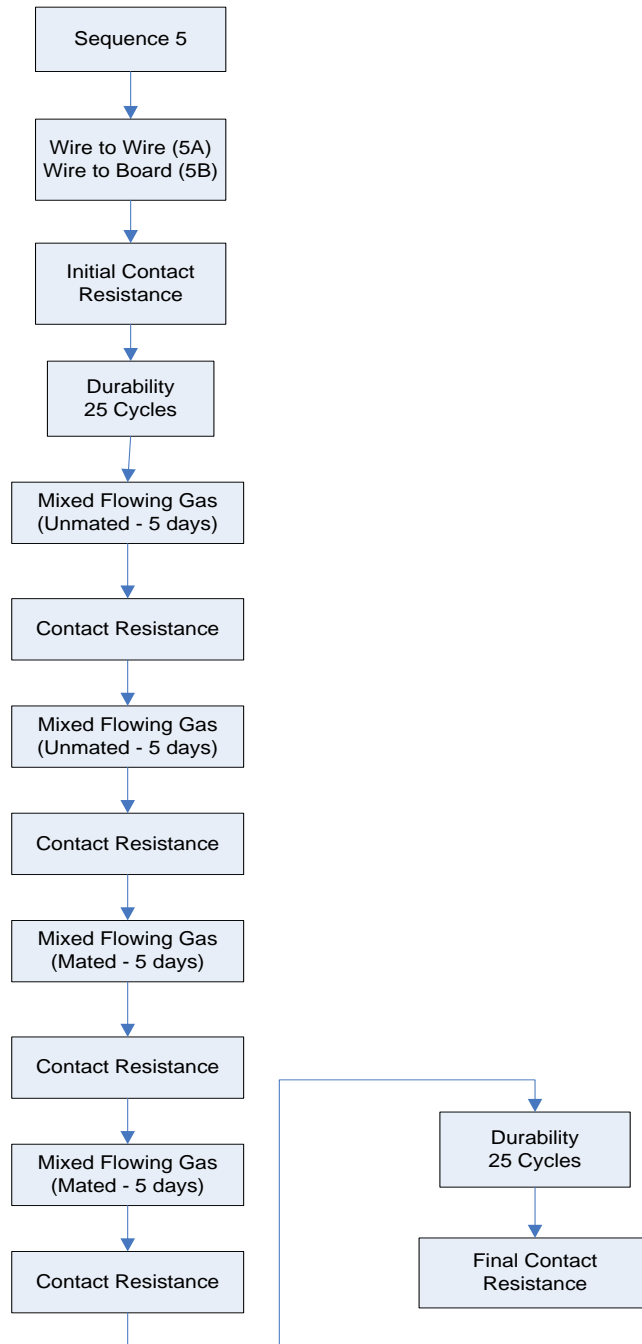 Sequence 5
Wire to Wire (5A)
Wire to Board (5B)
Initial Contact
Resistance
Durability
25 Cycles
Mixed Flowing Gas
(Unmated - 5 days)
Contact Resistance
Mixed Flowing Gas
(Unmated - 5 days)
Contact Resistance
Mixed Flowing Gas
(Mated - 5 days)
Contact Resistance
Mixed Flowing Gas
(Mated - 5 days)
Contact Resistance
Durability
25 Cycles
Final Contact
Resistance